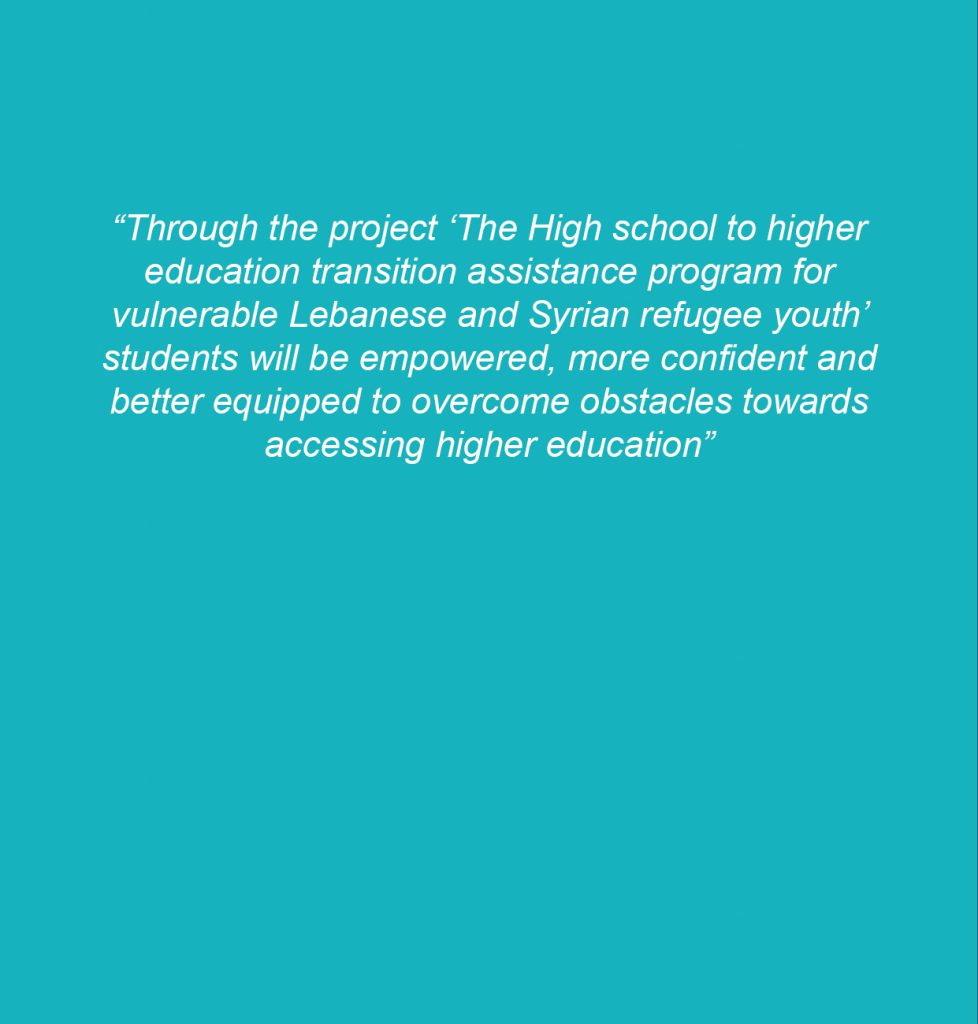 “Through the project ‘The High school to higher
education transition assistance program for
vulnerable Lebanese and Syrian refugee youth’
students will be empowered, more confident and
better equipped to overcome obstacles towards
accessing higher education”